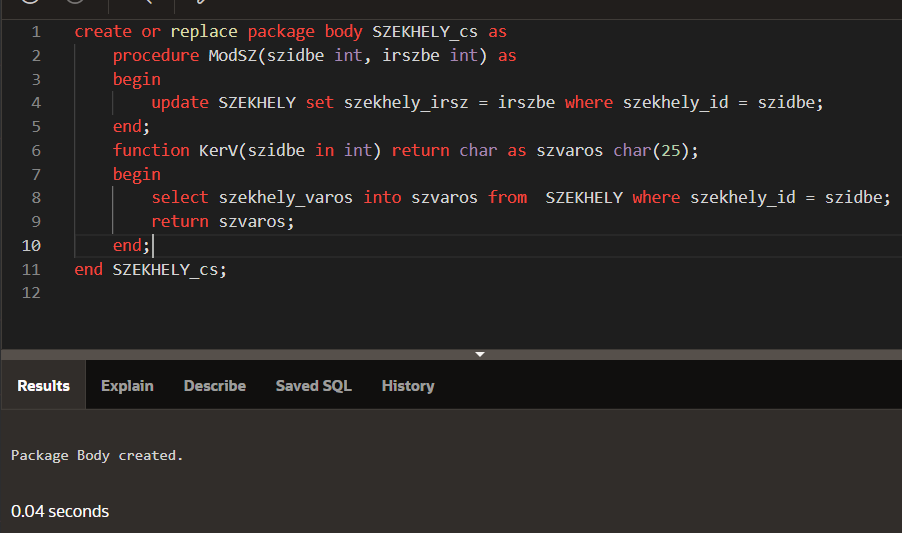 1 create or replace package body SZEKHELY_cs as
2 procedure ModSZ(szidbe int, irszbe int) as
3 begin
4 update SZEKHELY set szekhely_irsz = irszbe where szekhely_id = szidbe;
5 end;
6 function KerV(szidbe in int) return char as szvaros char(25);
7 begin
8 select szekhely_varos into szvaros from  SZEKHELY where szekhely_id = szidbe;
9 return szvaros;
10 end;
11 end SZEKHELY_cs;
12
Results Explain Describe Saved SQL History
Package Body created.
0.04 seconds